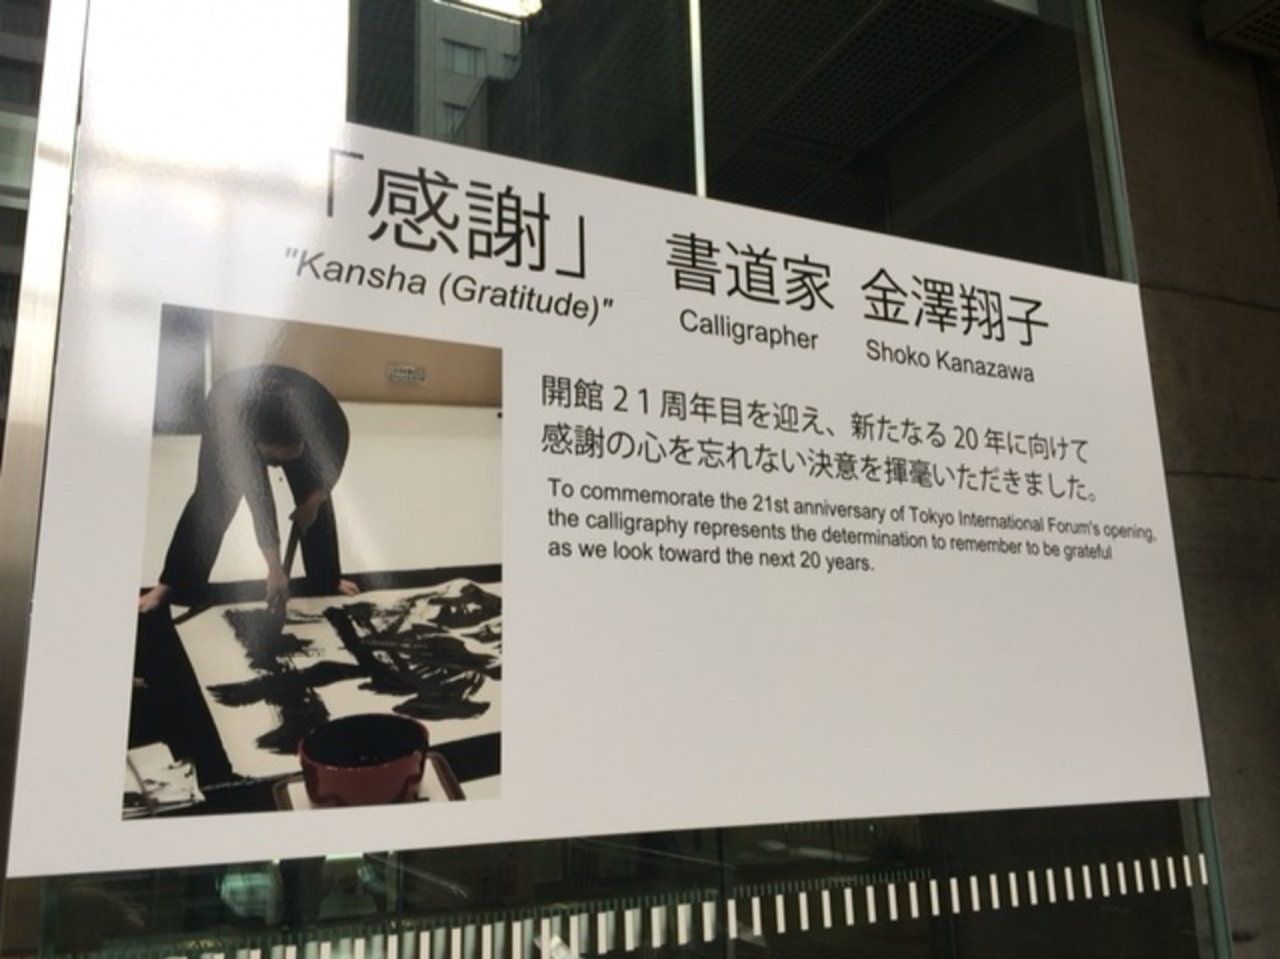 「感謝」 書道家 金澤翔子
"Kansha (Gratitude)" Calligrapher Shoko Kanazawa
開館21周年目を迎え、新たなる20年に向けて
感謝の心を忘れない決意を揮毫いただきました。
To commemorate the 21st anniversary of Tokyo International Forum's opening,
the calligraphy represents the determination to remember to be grateful
as we look toward the next 20 years.